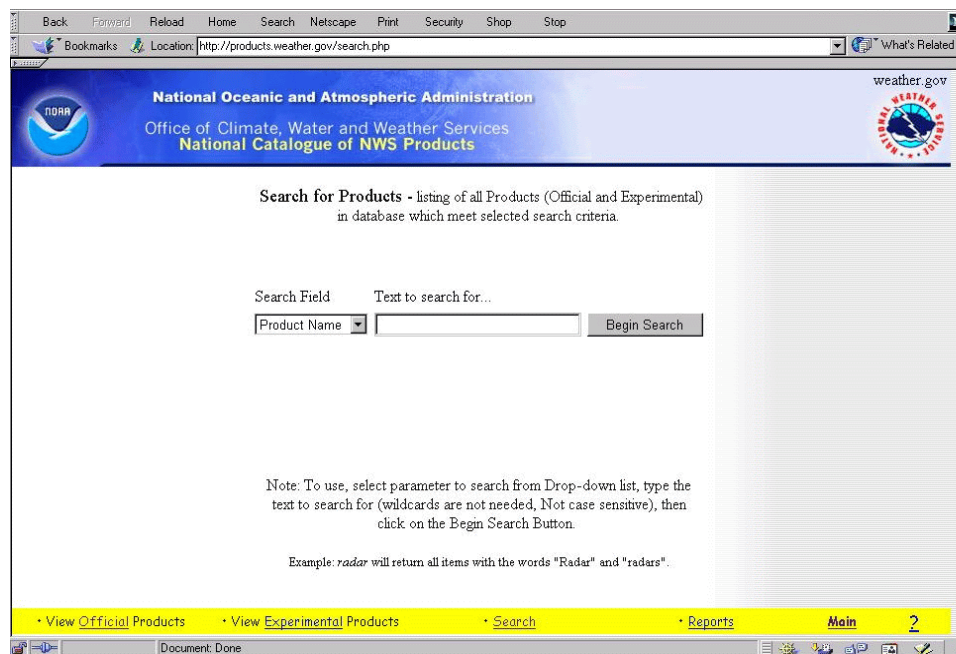 Back Forward Reload Home Search Netscape Print Security Shop Stop
Bookmarks Location: http://products.weather.gov/search.php What's Related
weather.gov
NOAA
National Oceanic and Atmospheric Administration
Office of Climate, Water and Weather Services
National Catalogue of NWS Products
NATIONAL WEATHER SERVICE
Search for Products - listing of all Products (Official and Experimental)
in database which meet selected search criteria.
Search Field Text to search for...
Product Name Begin Search
Note: To use, select parameter to search from Drop-down list, type the
text to search for (wildcards are not needed, Not case sensitive), then
click on the Begin Search Button.
Example: radar will return all items with the words "Radar" and "radars".
· View Official Products · View Experimental Products · Search · Reports Main ?
Document: Done